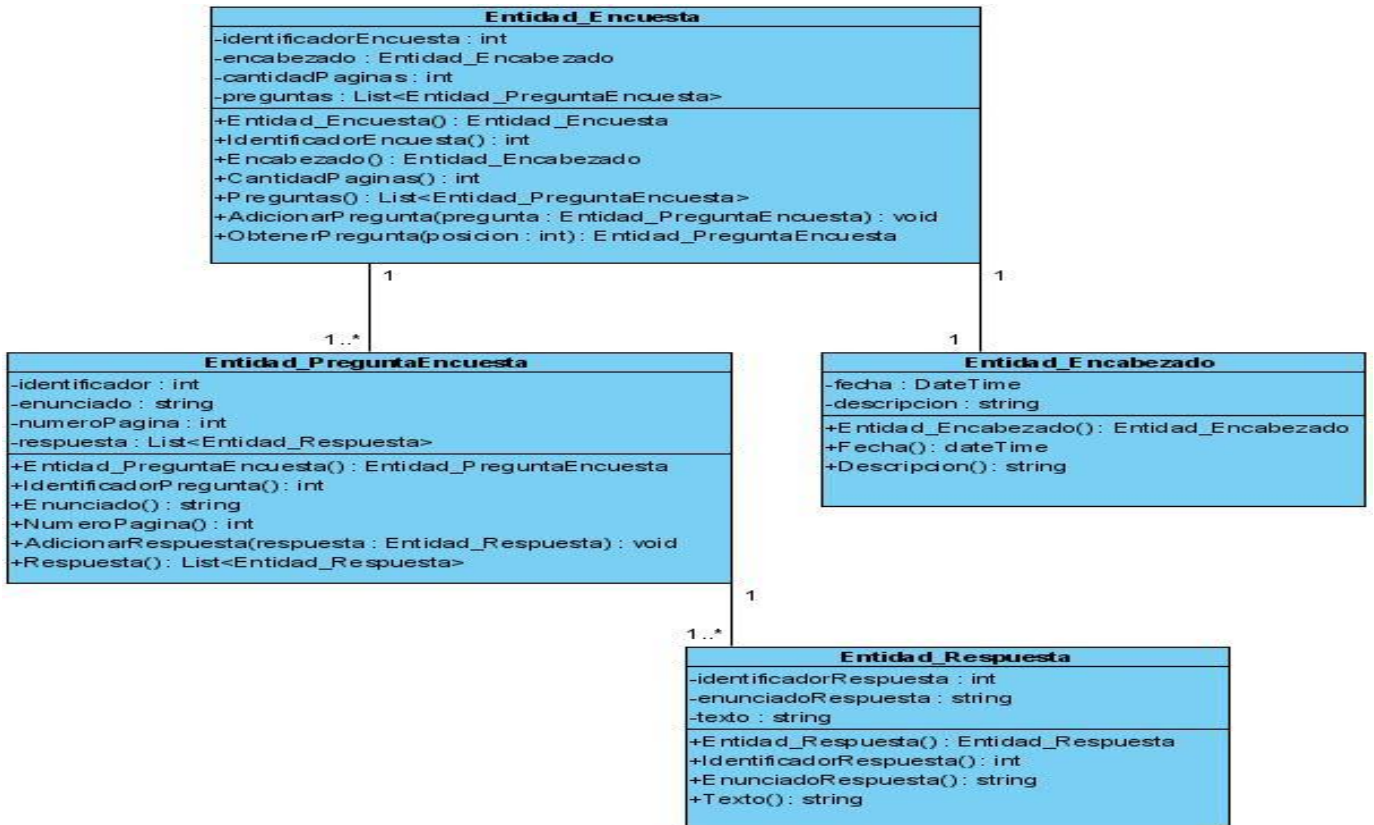 Entidad_Encuesta
-identificadorEncuesta : int
-encabezado : Entidad_Encabezado
-cantidadPaginas : int
-preguntas : List<Entidad_PreguntaEncuesta>
+Entidad_Encuesta() : Entidad_Encuesta
+IdentificadorEncuesta() : int
+Encabezado() : Entidad_Encabezado
+CantidadPaginas() : int
+Preguntas() : List<Entidad_PreguntaEncuesta>
+AdicionarPregunta(pregunta : Entidad_PreguntaEncuesta) : void
+ObtenerPregunta(posicion : int) : Entidad_PreguntaEncuesta
1
1
1..*
1
Entidad_PreguntaEncuesta
-identificador : int
-enunciado : string
-numeroPagina : int
-respuesta : List<Entidad_Respuesta>
+Entidad_PreguntaEncuesta() : Entidad_PreguntaEncuesta
+IdentificadorPregunta() : int
+Enunciado() : string
+NumeroPagina() : int
+AdicionarRespuesta(respuesta : Entidad_Respuesta) : void
+Respuesta() : List<Entidad_Respuesta>
Entidad_Encabezado
-fecha : DateTime
-descripcion : string
+Entidad_Encabezado() : Entidad_Encabezado
+Fecha() : dateTime
+Descripcion() : string
1
1..*
Entidad_Respuesta
-identificadorRespuesta : int
-enunciadoRespuesta : string
-texto : string
+Entidad_Respuesta() : Entidad_Respuesta
+IdentificadorRespuesta() : int
+EnunciadoRespuesta() : string
+Texto() : string